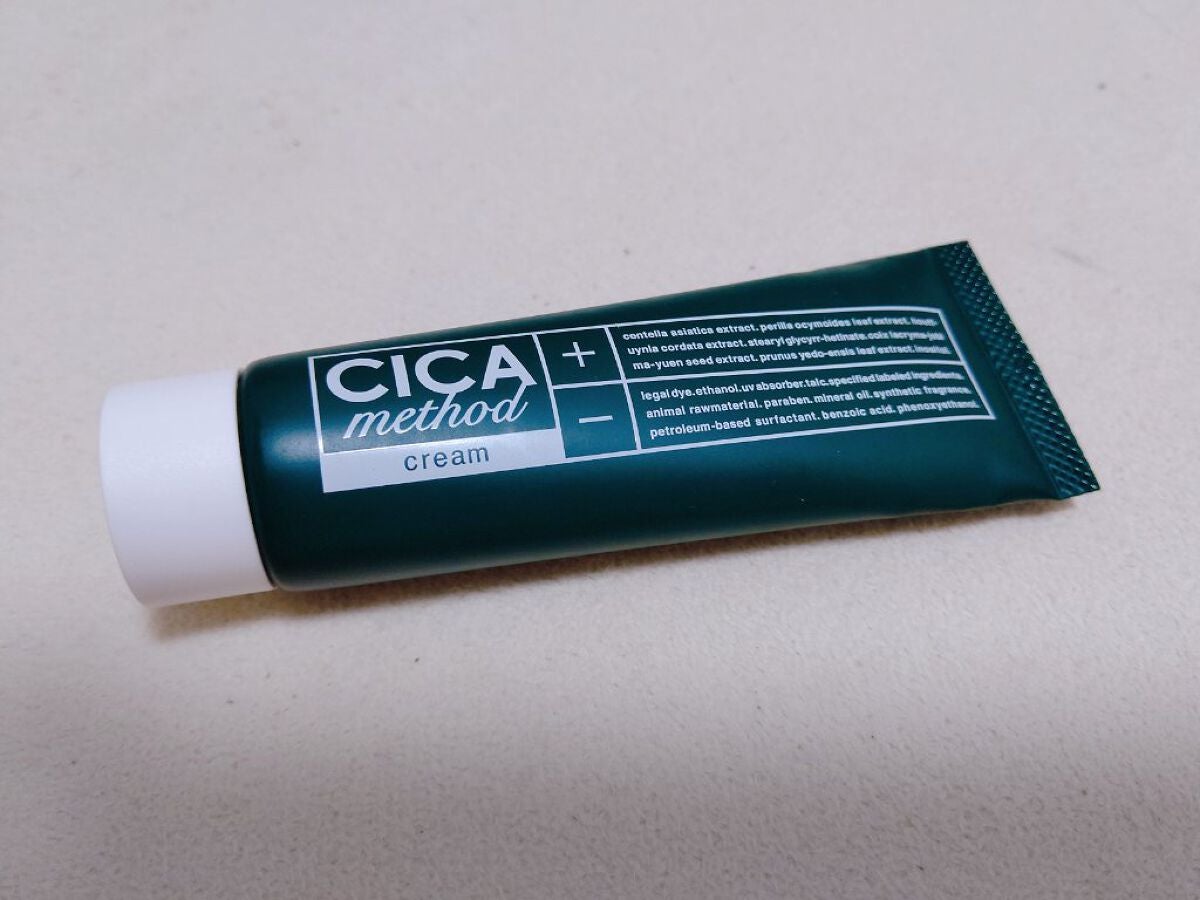 CICA
method
cream
+
centella asiatica extract. perilla ocymoides leaf extract. houtt-
uynia cordata extract. stearyl glycyrr-hetinate. coix lacryma-jobi
ma-yuen seed extract. prunus yedo-ensis leaf extract. inositol.
−
legal dye. ethanol. uv absorber. talc. specified labeled ingredients.
animal rawmaterial. paraben. mineral oil. synthetic fragrance.
petroleum-based surfactant. benzoic acid. phenoxyethanol.